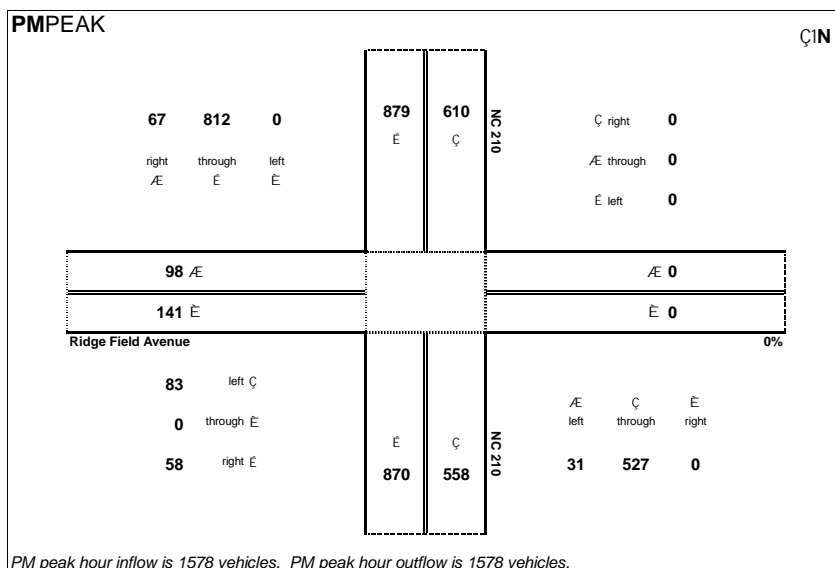 PMPEAK
Ç1N
67 812 0
right through left
Æ É È
879 610
É Ç
NC 210
Ç right 0
Æ through 0
É left 0
98 Æ
Æ 0
141 È
È 0
Ridge Field Avenue
0%
83 left Ç
0 through È
58 right É
É Ç
870 558
NC 210
Æ Ç È
left through right
31 527 0
PM peak hour inflow is 1578 vehicles. PM peak hour outflow is 1578 vehicles.